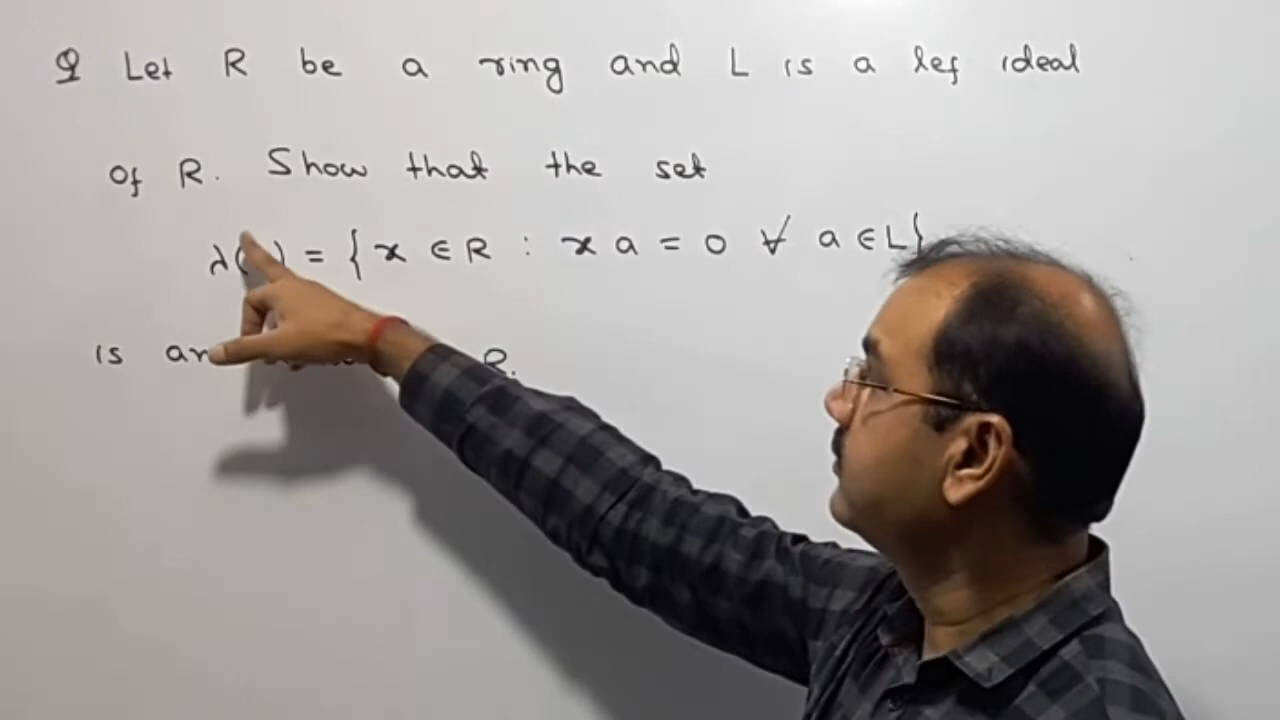 Q Let R be a ring and L is a lef ideal
of R. Show that the set
λ( ) = { x ∈ R : x a = 0 ∀ a ∈ L}
is an R.